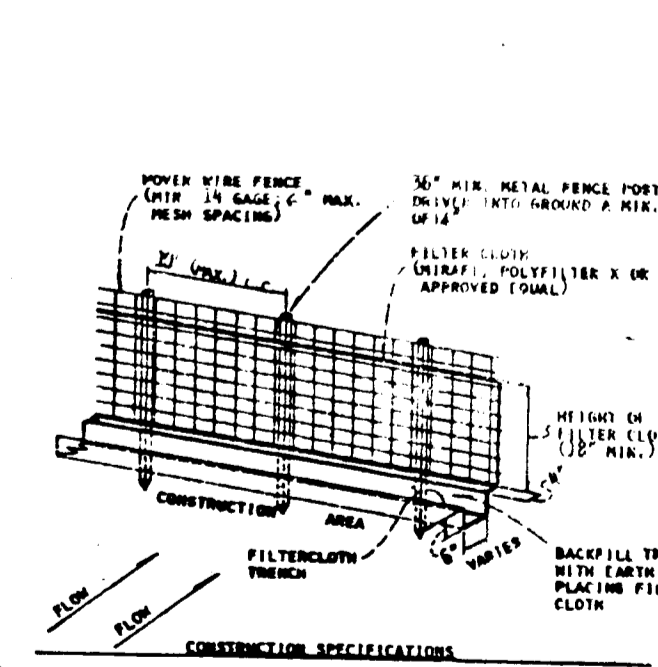 WOVEN WIRE FENCE
(MIN 14 GAGE, 6" MAX.
MESH SPACING)
36" MIN. METAL FENCE POST
DRIVEN INTO GROUND A MIN.
OF 14"
FILTER CLOTH
(MIRAFI, POLYFILTER X OR
APPROVED EQUAL)
(MAX.) C.C.
HEIGHT OF
FILTER CLO
(18" MIN.)
CONSTRUCTION AREA
6"
VARIES
FILTERCLOTH
TRENCH
BACKFILL TR
WITH EARTH
PLACING FIL
CLOTH
FLOW
FLOW
CONSTRUCTION SPECIFICATIONS